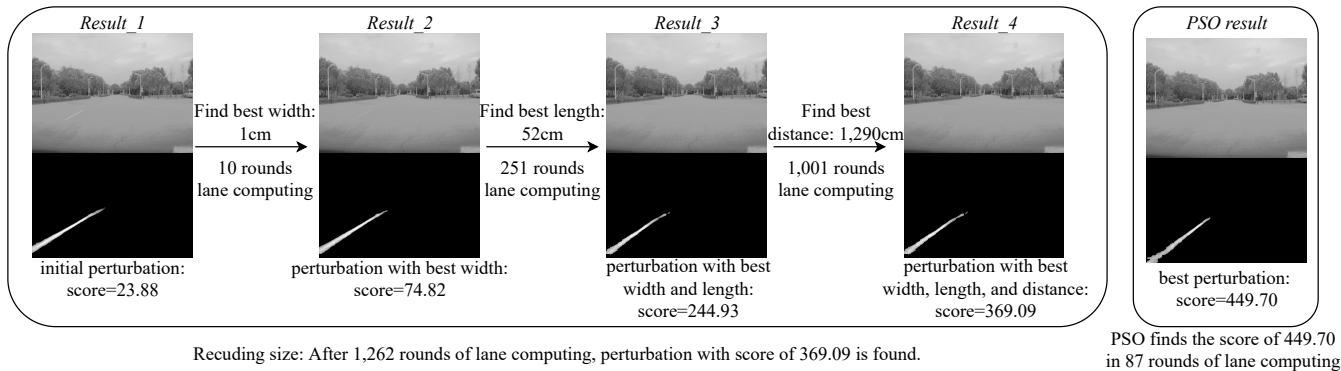 Result_1
Result_2
Result_3
Result_4
PSO result
Find best width:
1cm
10 rounds
lane computing
Find best length:
52cm
251 rounds
lane computing
Find best
distance: 1,290cm
1,001 rounds
lane computing
initial perturbation:
score=23.88
perturbation with best width:
score=74.82
perturbation with best
width and length:
score=244.93
perturbation with best
width, length, and distance:
score=369.09
best perturbation:
score=449.70
Recuding size: After 1,262 rounds of lane computing, perturbation with score of 369.09 is found.
PSO finds the score of 449.70
in 87 rounds of lane computing